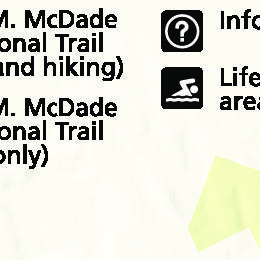 M. McDade
onal Trail
and hiking)
M. McDade
onal Trail
only)
?
Info
Life
area